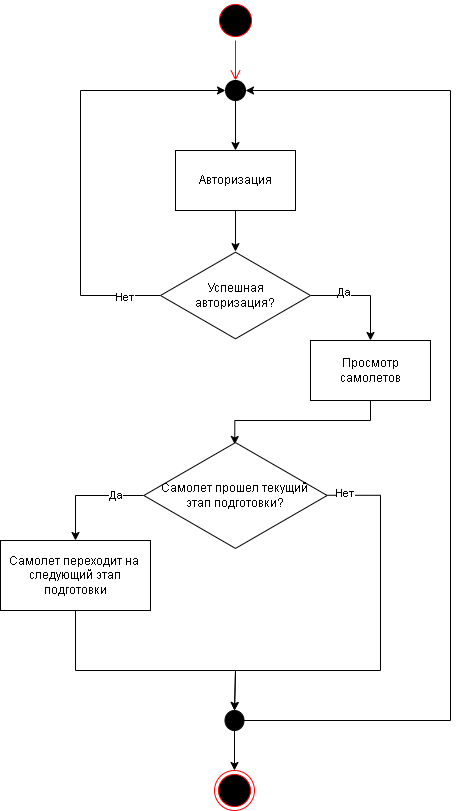 Авторизация
Успешная
авторизация?
Нет
Да
Просмотр
самолетов
Самолет прошел текущий
этап подготовки?
Да
Нет
Самолет переходит на
следующий этап
подготовки